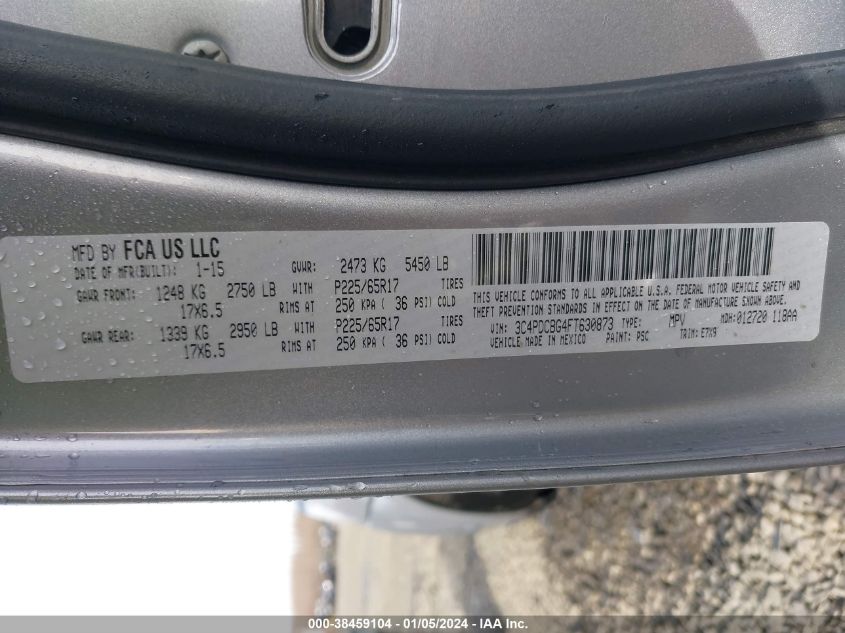 MFD BY FCA US LLC
DATE OF MFR(BUILT): 1-15 GVWR: 2473 KG 5450 LB
GAWR FRONT: 1248 KG 2750 LB WITH P225/65R17 TIRES
17X6.5 RIMS AT 250 KPA ( 36 PSI) COLD
GAWR REAR: 1339 KG 2950 LB WITH P225/65R17 TIRES
17X6.5 RIMS AT 250 KPA ( 36 PSI) COLD
THIS VEHICLE CONFORMS TO ALL APPLICABLE U.S.A. FEDERAL MOTOR VEHICLE SAFETY AND
THEFT PREVENTION STANDARDS IN EFFECT ON THE DATE OF MANUFACTURE SHOWN ABOVE.
VIN: 3C4PDCBG4FT630873 TYPE: MPV MDH: 012720 118AA
VEHICLE MADE IN MEXICO PAINT: PSC TRIM: E7X9
000-38459104 - 01/05/2024 - IAA Inc.